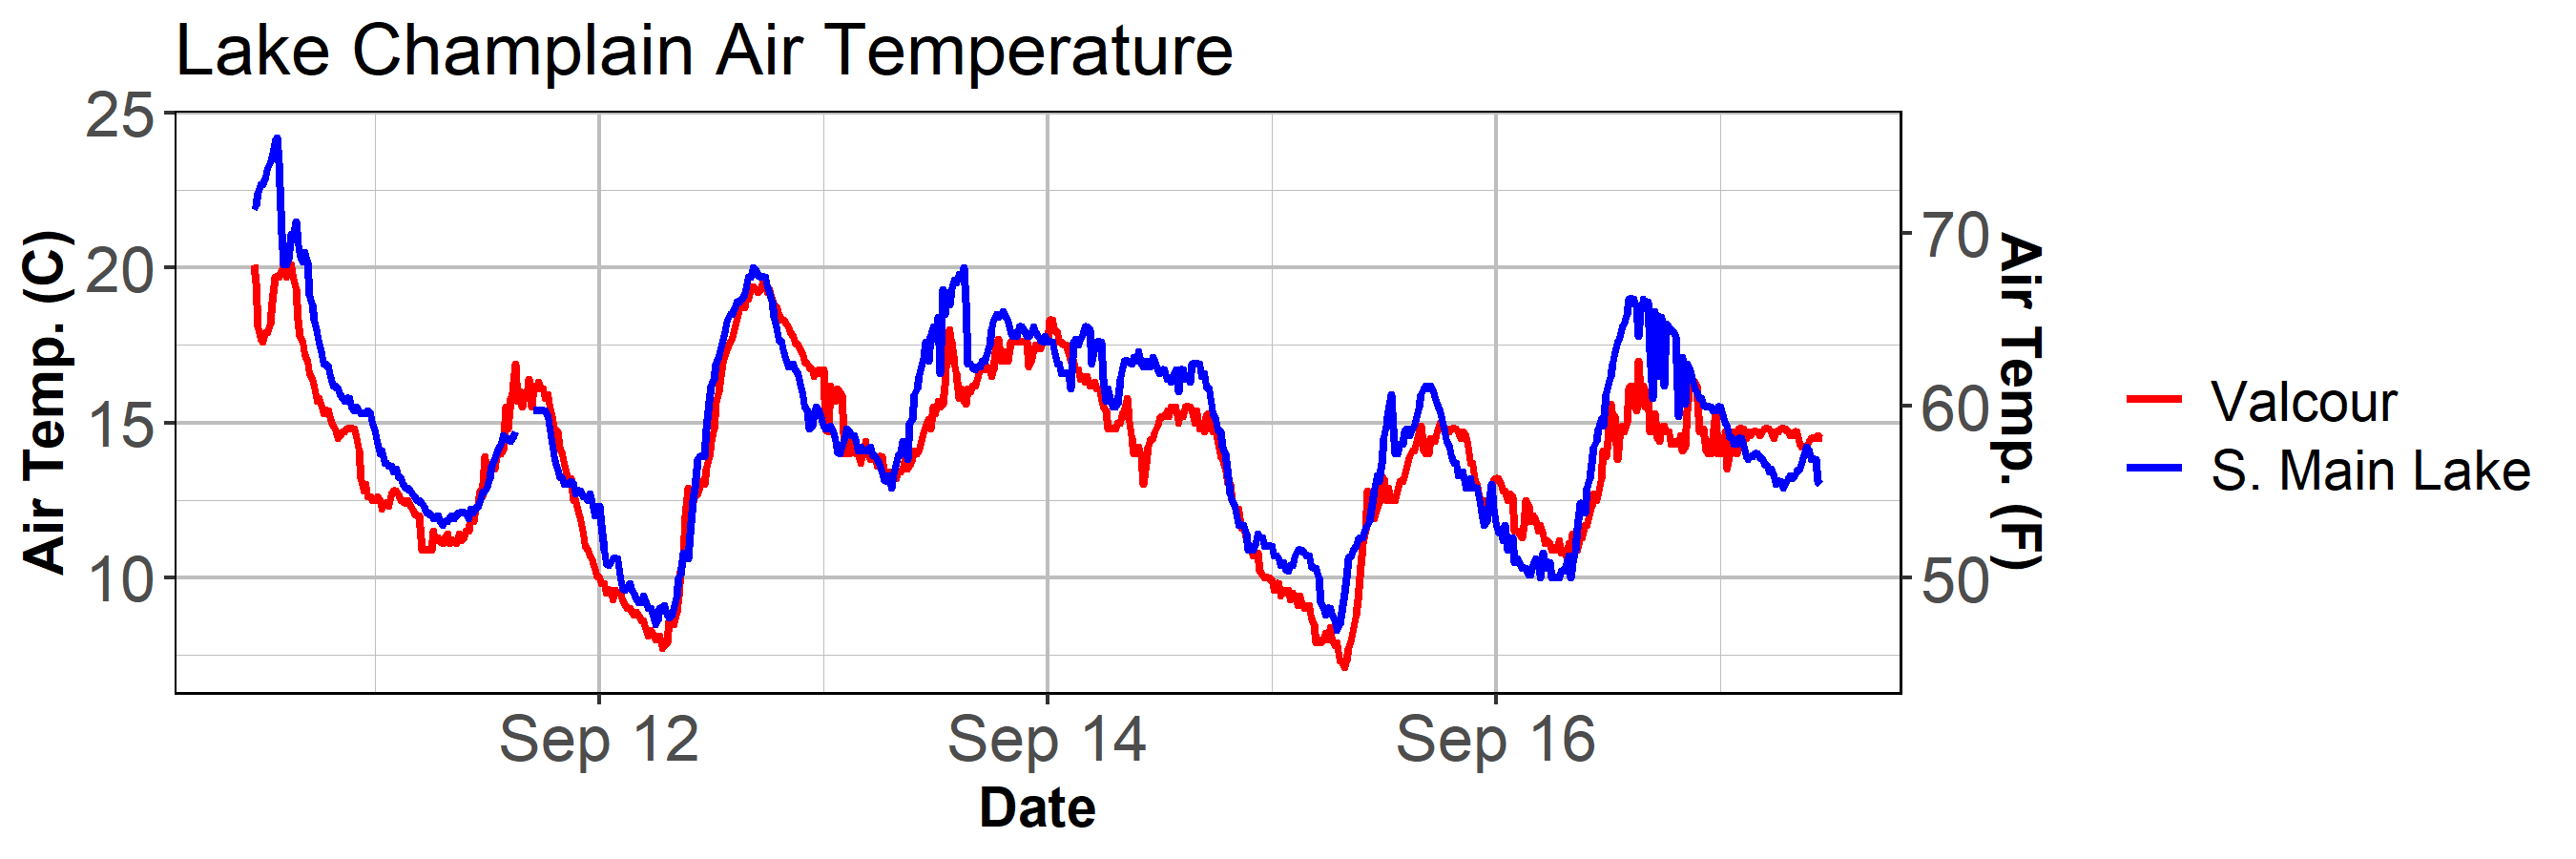 Lake Champlain Air Temperature
25
20
15
10
Air Temp. (C)
70
60
50
Air Temp. (F)
Sep 12
Sep 14
Sep 16
Date
Valcour
S. Main Lake